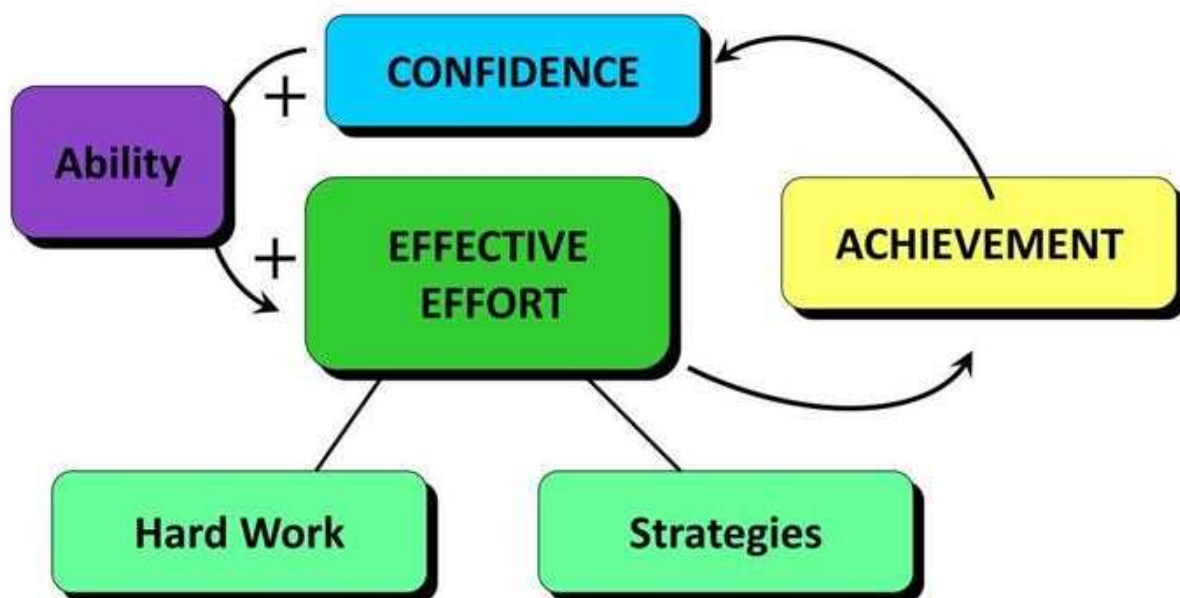 CONFIDENCE
+
Ability
+
EFFECTIVE
EFFORT
ACHIEVEMENT
Hard Work
Strategies